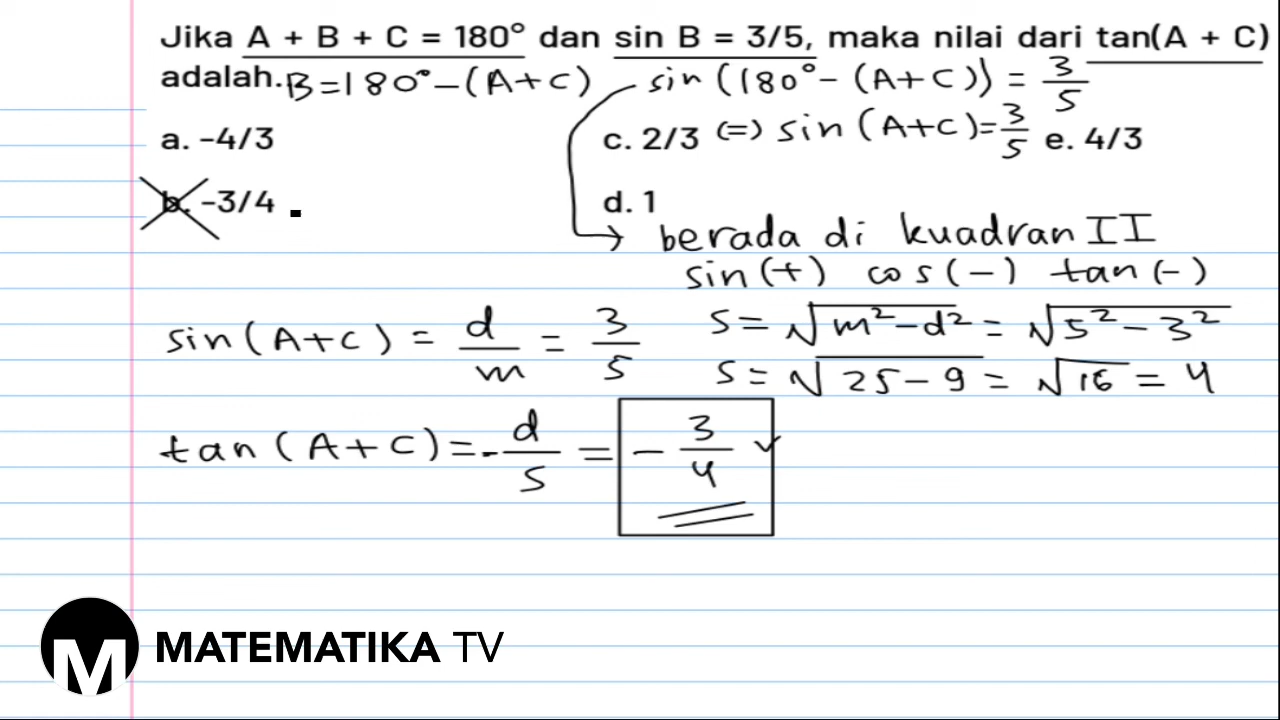 Jika A + B + C = 180° dan sin B = 3/5, maka nilai dari tan(A + C)
adalah. B = 180° - (A+C) sin (180° - (A+C)) = 3/5
a. -4/3 c. 2/3 (=) sin (A+C) = 3/5 e. 4/3
b. -3/4 . d. 1
berada di kuadran II
sin (+) cos (-) tan (-)
sin (A+C) = d/m = 3/5 s = √m² - d² = √5² - 3²
s = √25 - 9 = √16 = 4
tan (A+C) = - d/s = - 3/4 ✓
M MATEMATIKA TV